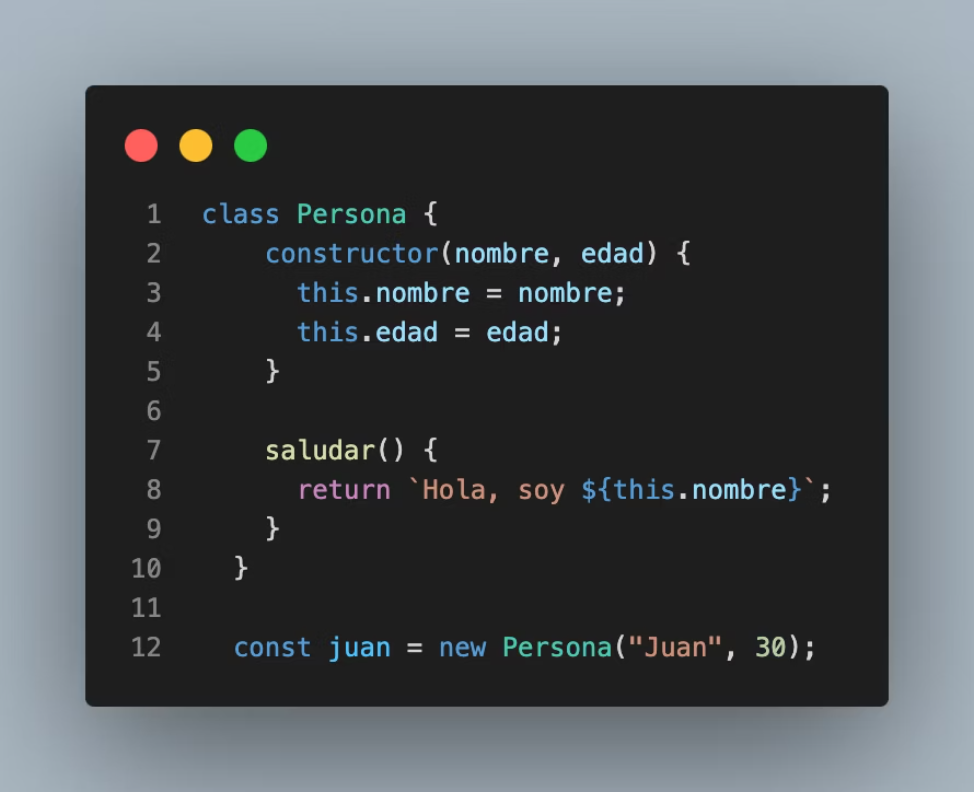 1 class Persona {
2 constructor(nombre, edad) {
3 this.nombre = nombre;
4 this.edad = edad;
5 }
6
7 saludar() {
8 return `Hola, soy ${this.nombre}`;
9 }
10 }
11
12 const juan = new Persona("Juan", 30);